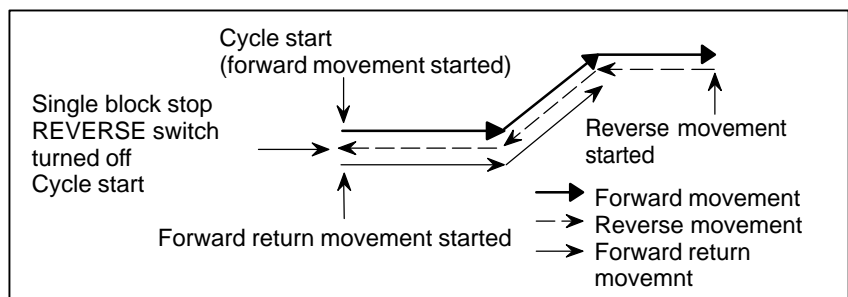 Cycle start
(forward movement started)
Single block stop
REVERSE switch
turned off
Cycle start
Reverse movement
started
Forward return movement started
Forward movement
Reverse movement
Forward return
movemnt